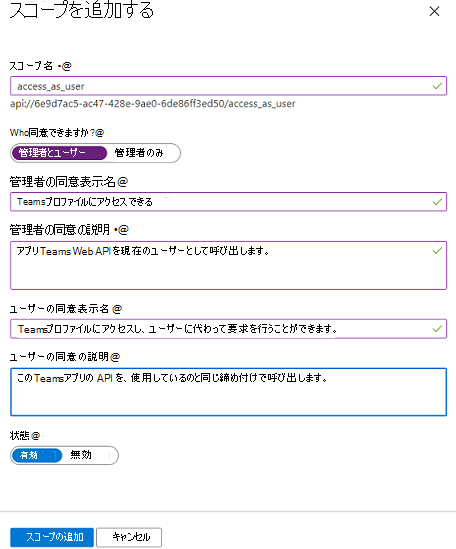 スコープを追加する
スコープ名 •@
access_as_user
api://6e9d7ac5-ac47-428e-9ae0-6de86ff3ed50/access_as_user
Who同意できますか?@
管理者とユーザー 管理者のみ
管理者の同意表示名@
Teamsプロファイルにアクセスできる
管理者の同意の説明 •@
アプリTeams Web APIを現在のユーザーとして呼び出します。
ユーザーの同意表示名 @
Teamsプロファイルにアクセスし、ユーザーに代わって要求を行うことができます。
ユーザーの同意の説明@
このTeamsアプリの API を、使用しているのと同じ締め付けで呼び出します。
状態 @
有効 無効
スコープの追加 キャンセル